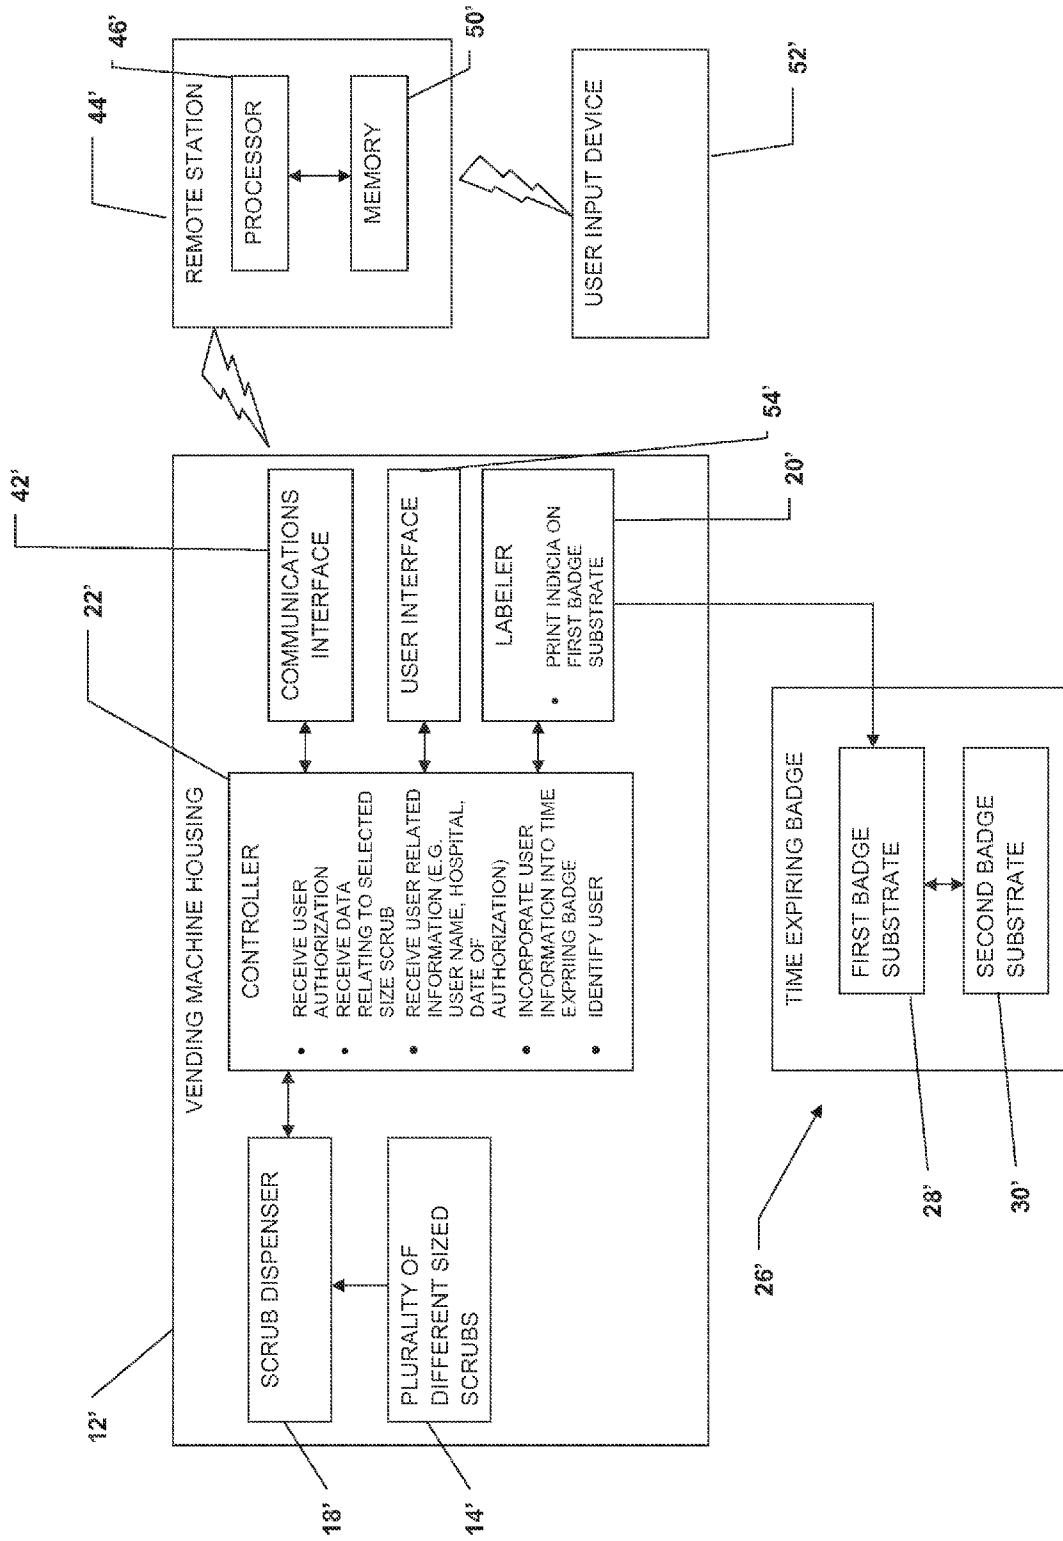 12'
VENDING MACHINE HOUSING
18'
SCRUB DISPENSER
14'
PLURALITY OF
DIFFERENT SIZED
SCRUBS
22'
CONTROLLER
• RECEIVE USER
AUTHORIZATION
• RECEIVE DATA
RELATING TO SELECTED
SIZE SCRUB
• RECEIVE USER RELATED
INFORMATION (E.G.
USER NAME, HOSPITAL,
DATE OF
AUTHORIZATION)
• INCORPORATE USER
INFORMATION INTO TIME
EXPRIING BADGE
• IDENTIFY USER
42'
COMMUNICATIONS
INTERFACE
USER INTERFACE
54'
LABELER
• PRINT INDICIA ON
FIRST BADGE
SUBSTRATE
20'
44'
REMOTE STATION
46'
PROCESSOR
MEMORY
50'
USER INPUT DEVICE
52'
26'
TIME EXPIRING BADGE
FIRST BADGE
SUBSTRATE
28'
SECOND BADGE
SUBSTRATE
30'